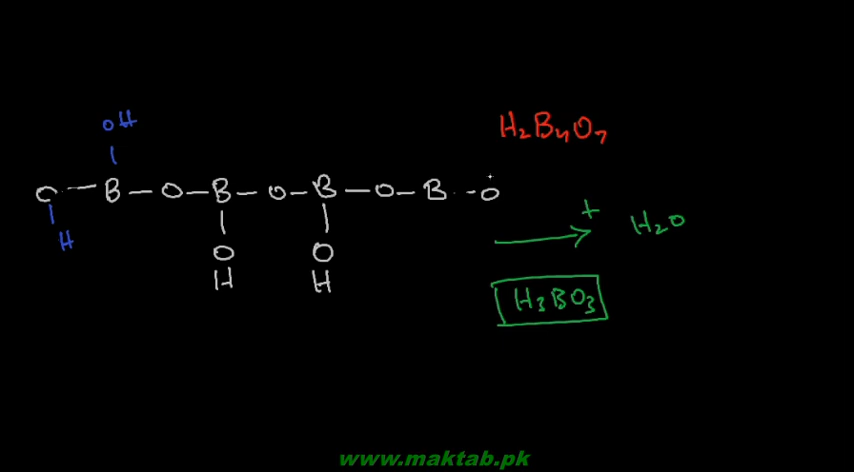 OH
H₂B₄O₇
O--B-O-B-O-B-O-B--O
H
O O
H H
+ H₂O
H₃BO₃
www.maktab.pk